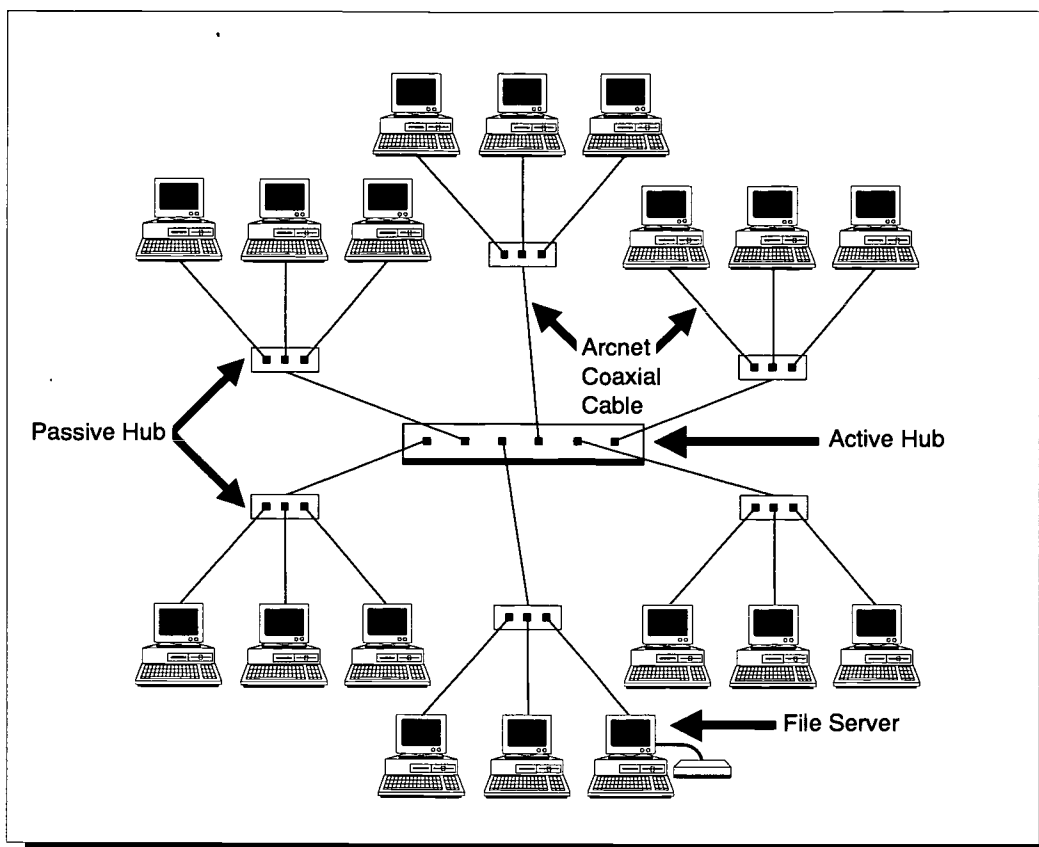 Arcnet
Coaxial
Cable
Passive Hub
Active Hub
File Server